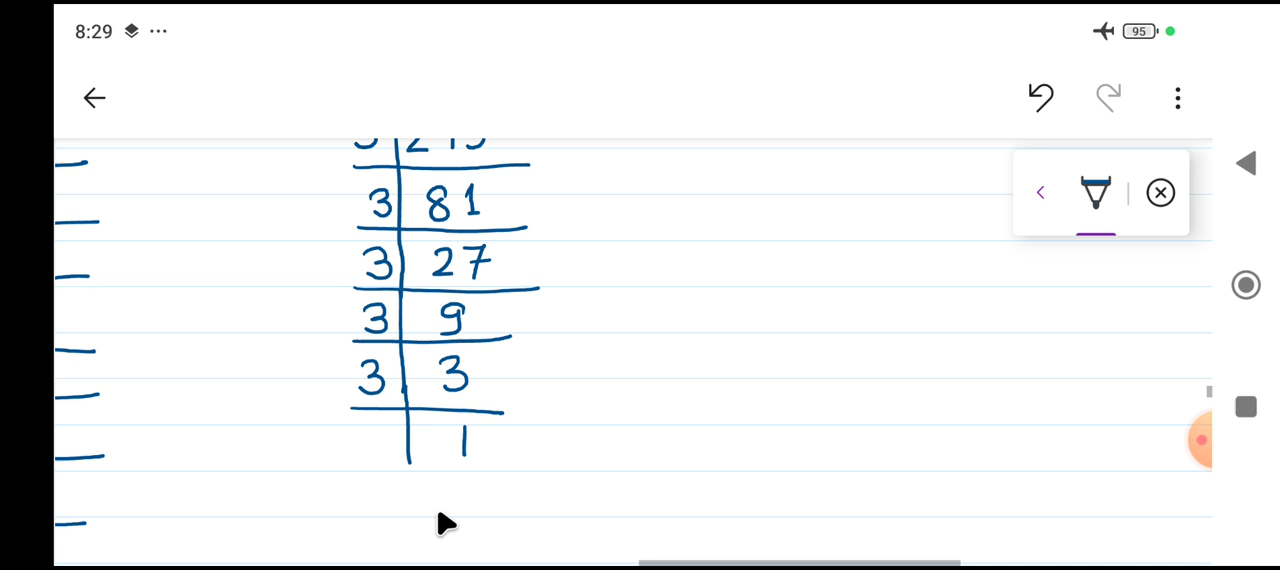 8:29 ... 95
3 | 81
3 | 27
3 | 9
3 | 3
| 1